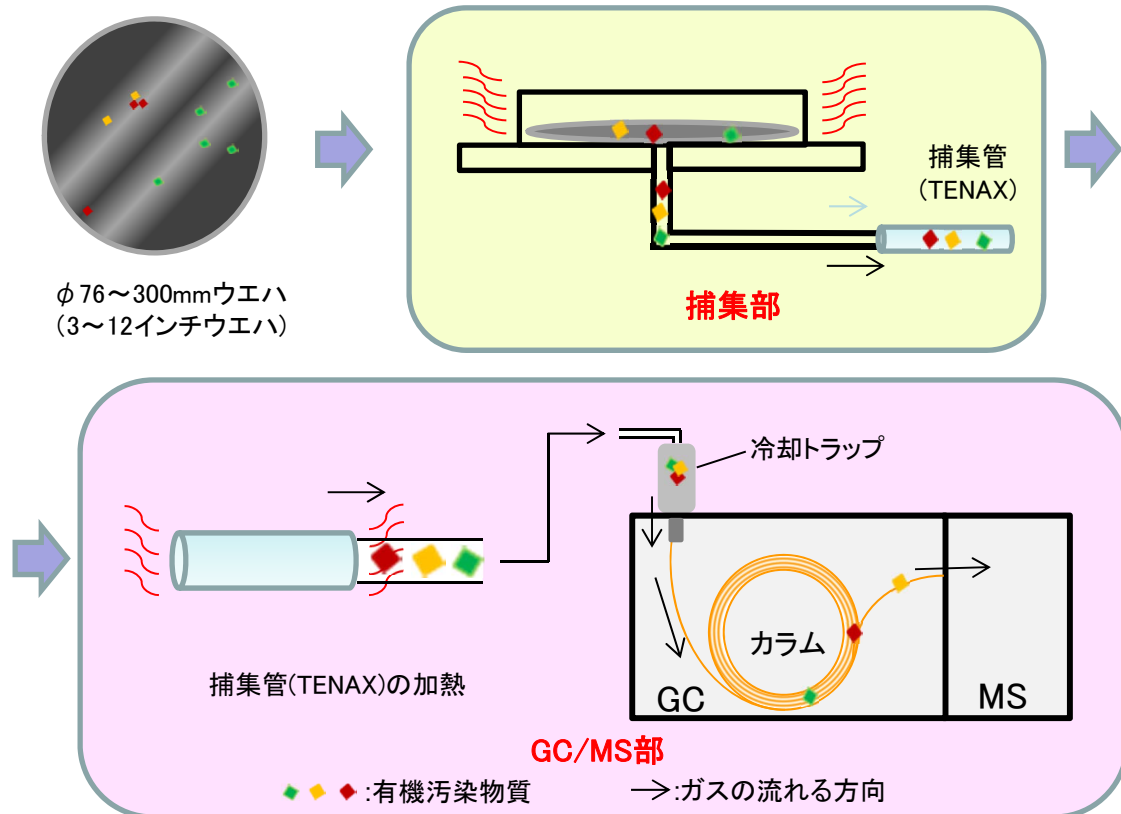 φ76～300mmウエハ
(3～12インチウエハ)
捕集管
(TENAX)
捕集部
冷却トラップ
カラム
GC
MS
捕集管(TENAX)の加熱
GC/MS部
:有機汚染物質
:ガスの流れる方向